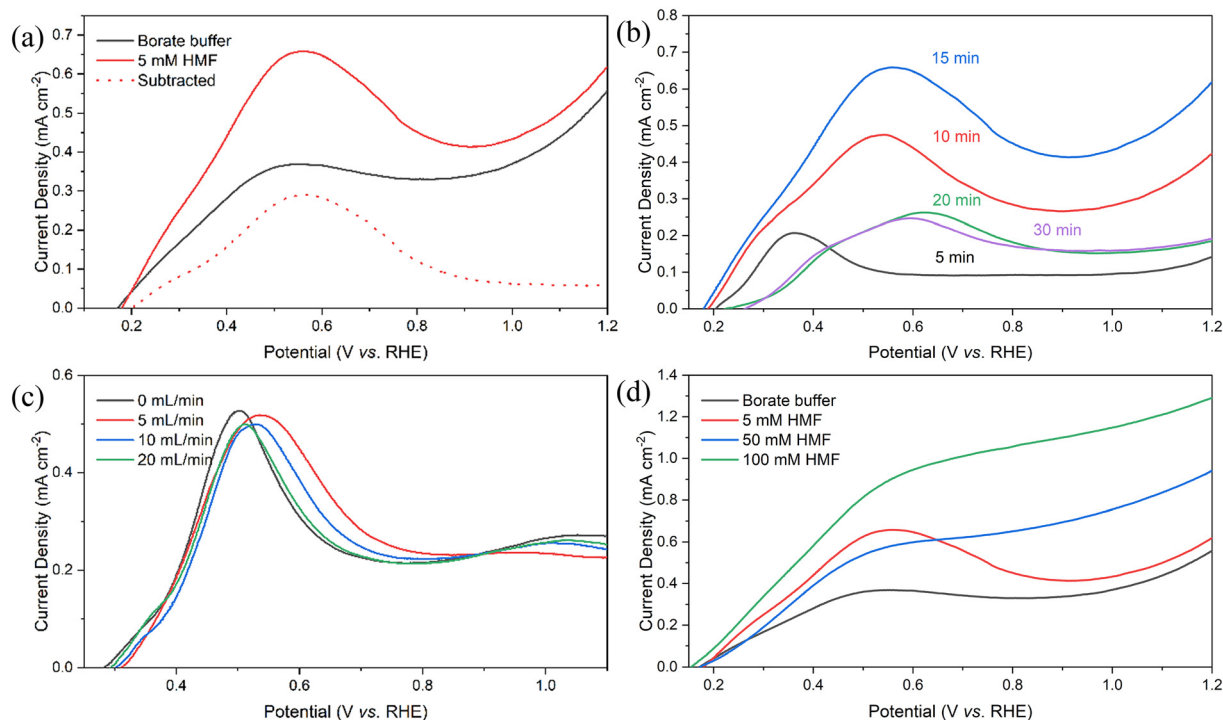 (a)
Borate buffer
5 mM HMF
Subtracted
0.7
0.6
0.5
0.4
0.3
0.2
0.1
0.0
0.2 0.4 0.6 0.8 1.0 1.2
Current Density (mA cm⁻²)
Potential (V vs. RHE)
(b)
15 min
10 min
20 min
30 min
5 min
0.8
0.7
0.6
0.5
0.4
0.3
0.2
0.1
0.0
0.2 0.4 0.6 0.8 1.0 1.2
Current Density (mA cm⁻²)
Potential (V vs. RHE)
(c)
0 mL/min
5 mL/min
10 mL/min
20 mL/min
0.6
0.4
0.2
0.0
0.4 0.6 0.8 1.0
Current Density (mA cm⁻²)
Potential (V vs. RHE)
(d)
Borate buffer
5 mM HMF
50 mM HMF
100 mM HMF
1.4
1.2
1.0
0.8
0.6
0.4
0.2
0.0
0.2 0.4 0.6 0.8 1.0 1.2
Current Density (mA cm⁻²)
Potential (V vs. RHE)